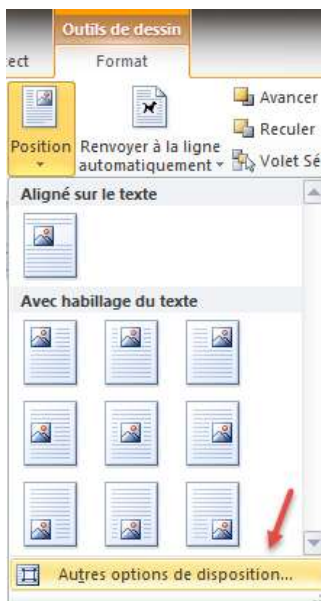 Outils de dessin
Format
Avancer
Position
Renvoyer à la ligne
automatiquement
Reculer
Volet Sé
Aligné sur le texte
Avec habillage du texte
Autres options de disposition...